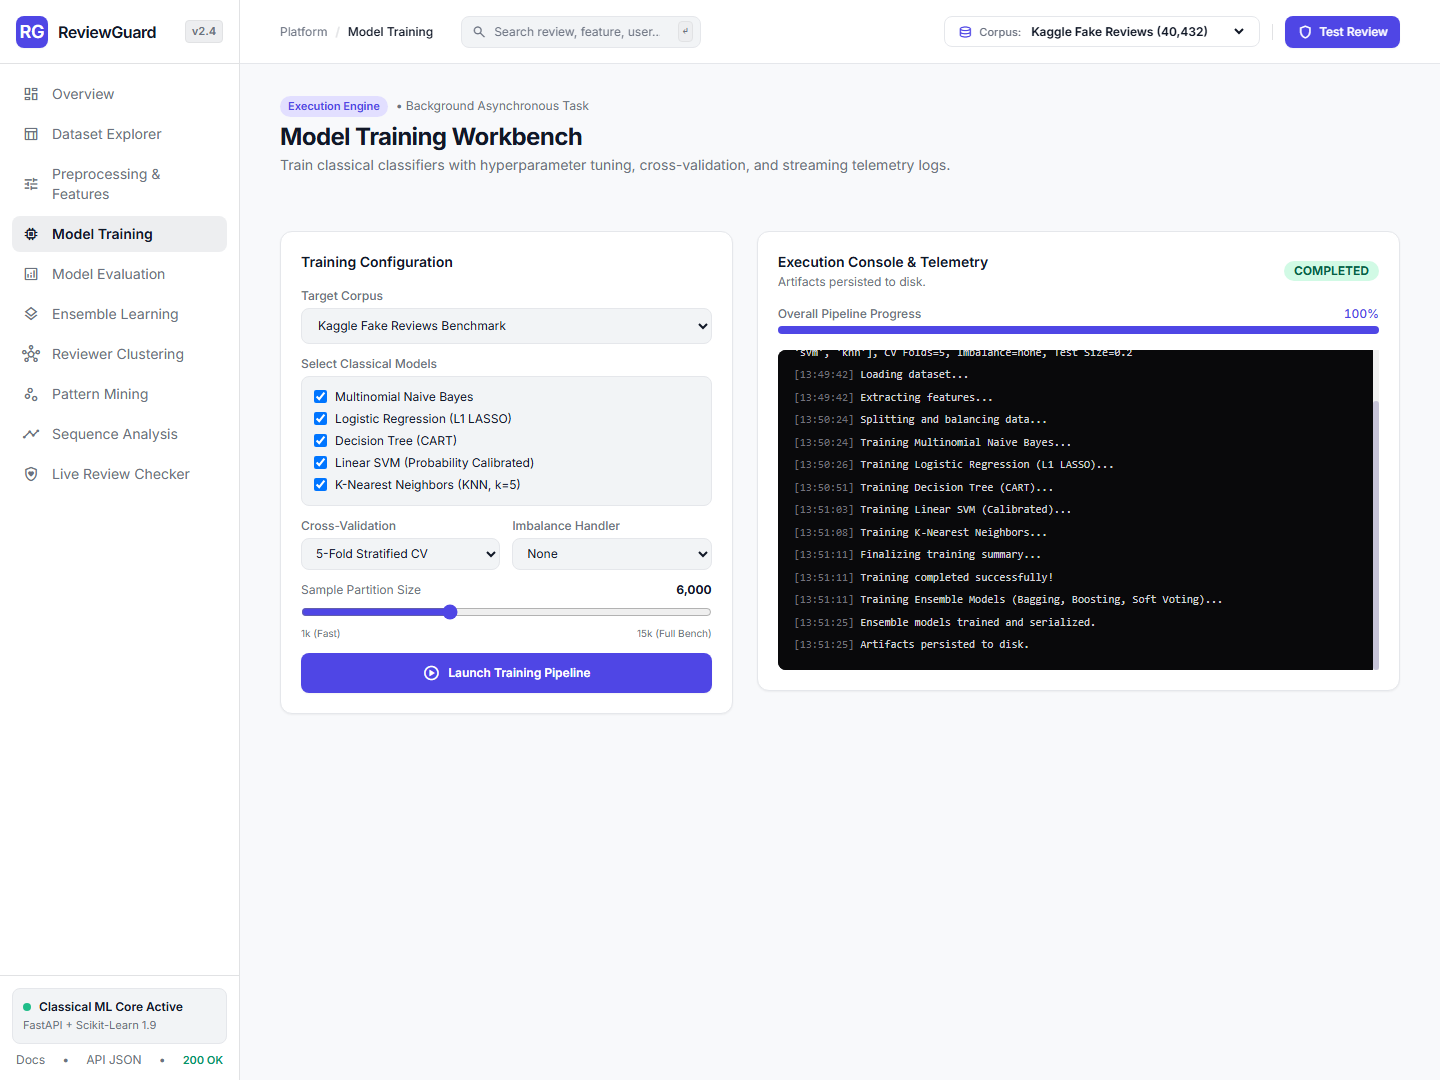 RG ReviewGuard v2.4
Platform / Model Training
Search review, feature, user...
Corpus: Kaggle Fake Reviews (40,432)
Test Review
Overview
Dataset Explorer
Preprocessing &
Features
Model Training
Model Evaluation
Ensemble Learning
Reviewer Clustering
Pattern Mining
Sequence Analysis
Live Review Checker
Classical ML Core Active
FastAPI + Scikit-Learn 1.9
Docs • API JSON • 200 OK
Execution Engine • Background Asynchronous Task
Model Training Workbench
Train classical classifiers with hyperparameter tuning, cross-validation, and streaming telemetry logs.
Training Configuration
Target Corpus
Kaggle Fake Reviews Benchmark
Select Classical Models
Multinomial Naive Bayes
Logistic Regression (L1 LASSO)
Decision Tree (CART)
Linear SVM (Probability Calibrated)
K-Nearest Neighbors (KNN, k=5)
Cross-Validation
5-Fold Stratified CV
Imbalance Handler
None
Sample Partition Size 6,000
1k (Fast) 15k (Full Bench)
Launch Training Pipeline
Execution Console & Telemetry
Artifacts persisted to disk.
COMPLETED
Overall Pipeline Progress 100%
'svm', 'knn'], CV Folds=5, Imbalance=none, Test Size=0.2
[13:49:42] Loading dataset...
[13:49:42] Extracting features...
[13:50:24] Splitting and balancing data...
[13:50:24] Training Multinomial Naive Bayes...
[13:50:26] Training Logistic Regression (L1 LASSO)...
[13:50:51] Training Decision Tree (CART)...
[13:51:03] Training Linear SVM (Calibrated)...
[13:51:08] Training K-Nearest Neighbors...
[13:51:11] Finalizing training summary...
[13:51:11] Training completed successfully!
[13:51:11] Training Ensemble Models (Bagging, Boosting, Soft Voting)...
[13:51:25] Ensemble models trained and serialized.
[13:51:25] Artifacts persisted to disk.